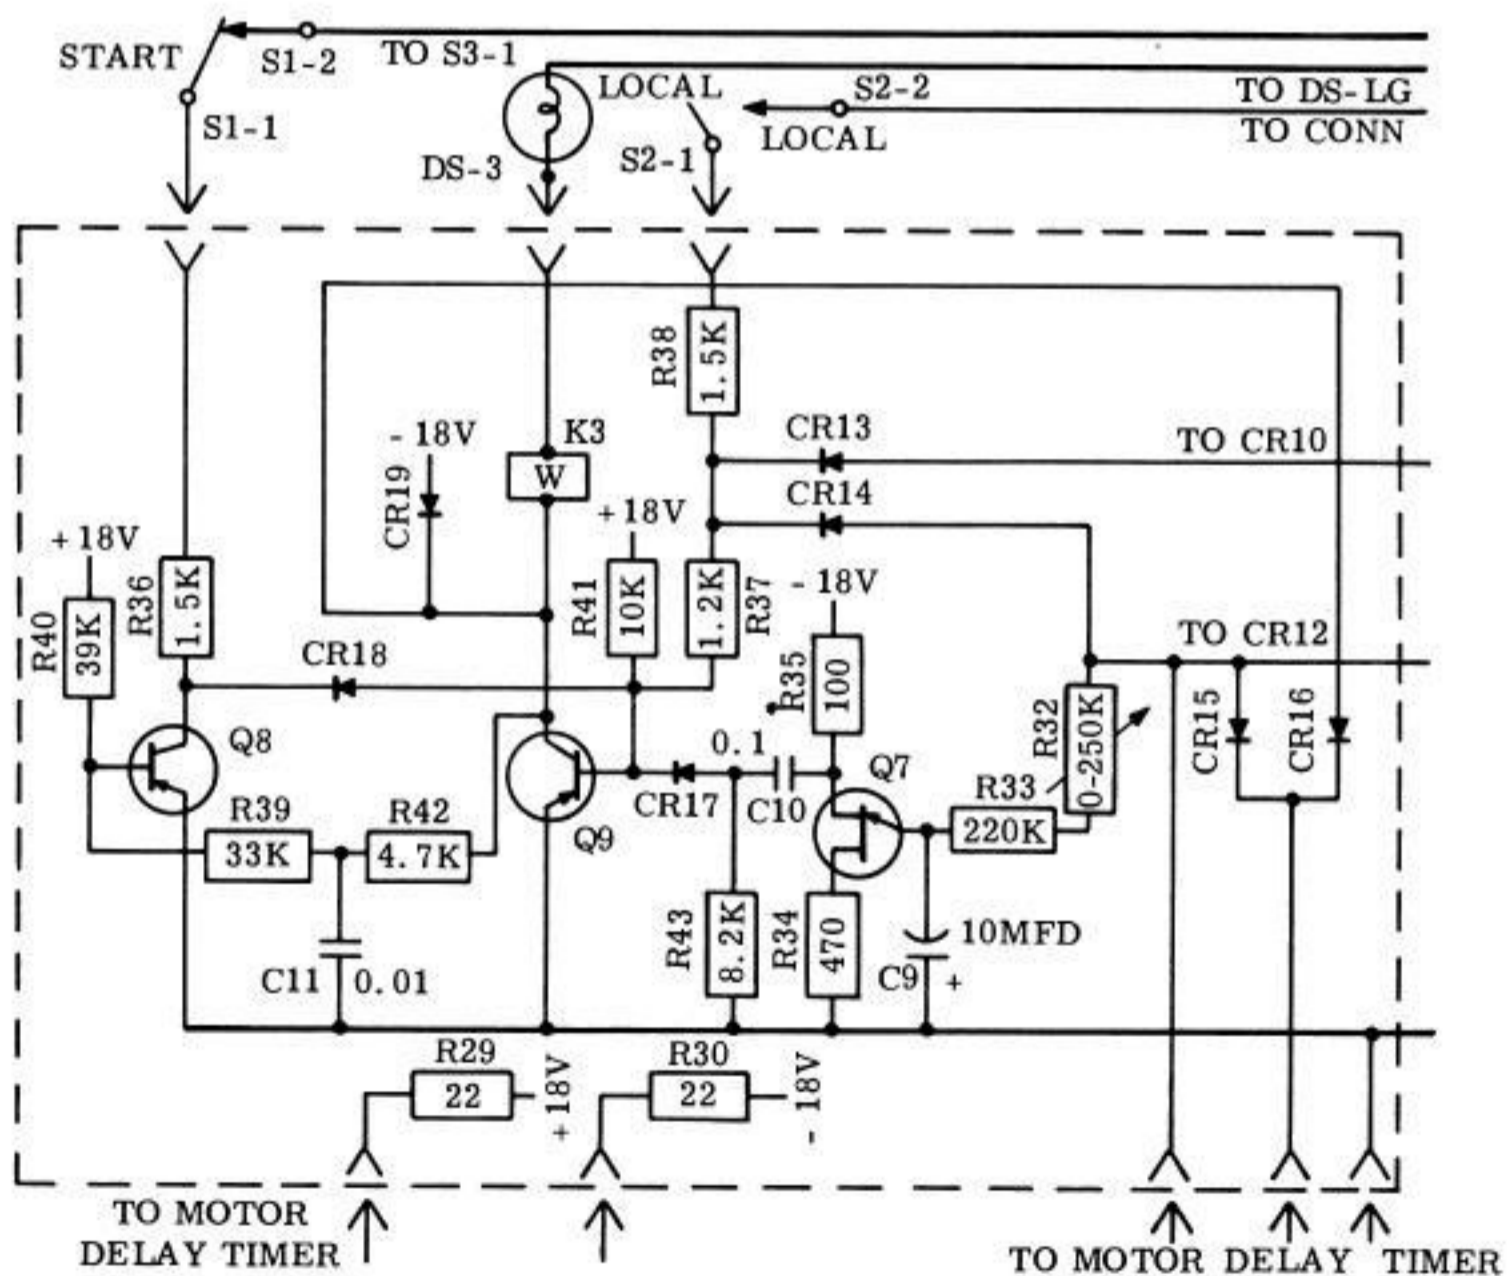 START
S1-2
TO S3-1
S1-1
DS-3
LOCAL
S2-1
S2-2
LOCAL
TO DS-LG
TO CONN
R38
1.5K
CR13
TO CR10
CR14
- 18V
CR19
K3
W
+ 18V
R41
10K
1.2K
R37
- 18V
+ 18V
R40
39K
R36
1.5K
CR18
R35
100
TO CR12
R32
0-250K
CR15
CR16
Q8
Q9
CR17
0.1
C10
Q7
R33
220K
R39
33K
R42
4.7K
R43
8.2K
R34
470
10MFD
C9 +
C11 0.01
R29
22
+ 18V
R30
22
- 18V
TO MOTOR
DELAY TIMER
TO MOTOR DELAY TIMER